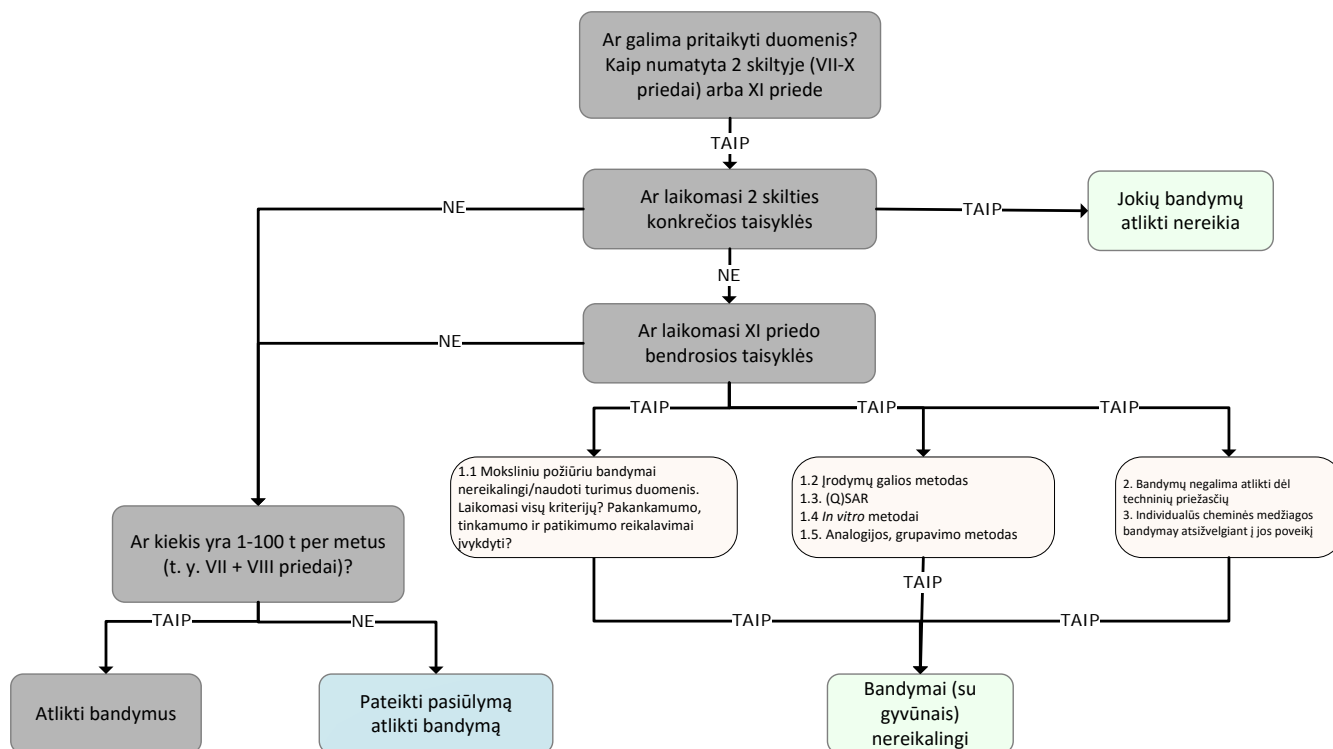 Ar galima pritaikyti duomenis?
Kaip numatyta 2 skiltyje (VII-X
priedai) arba XI priede
TAIP
Ar laikomasi 2 skilties
konkrečios taisyklės
NE
TAIP
Jokių bandymų
atlikti nereikia
NE
Ar laikomasi XI priedo
bendrosios taisyklės
NE
TAIP
TAIP
TAIP
1.1 Moksliniu požiūriu bandymai
nereikalingi/naudoti turimus duomenis.
Laikomasi visų kriterijų? Pakankamumo,
tinkamumo ir patikimumo reikalavimai
įvykdyti?
1.2 Įrodymų galios metodas
1.3. (Q)SAR
1.4 In vitro metodai
1.5. Analogijos, grupavimo metodas
2. Bandymų negalima atlikti dėl
techninių priežasčių
3. Individualūs cheminės medžiagos
bandymay atsižvelgiant į jos poveikį
Ar kiekis yra 1-100 t per metus
(t. y. VII + VIII priedai)?
TAIP
TAIP
NE
TAIP
TAIP
Atlikti bandymus
Pateikti pasiūlymą
atlikti bandymą
Bandymai (su
gyvūnais)
nereikalingi